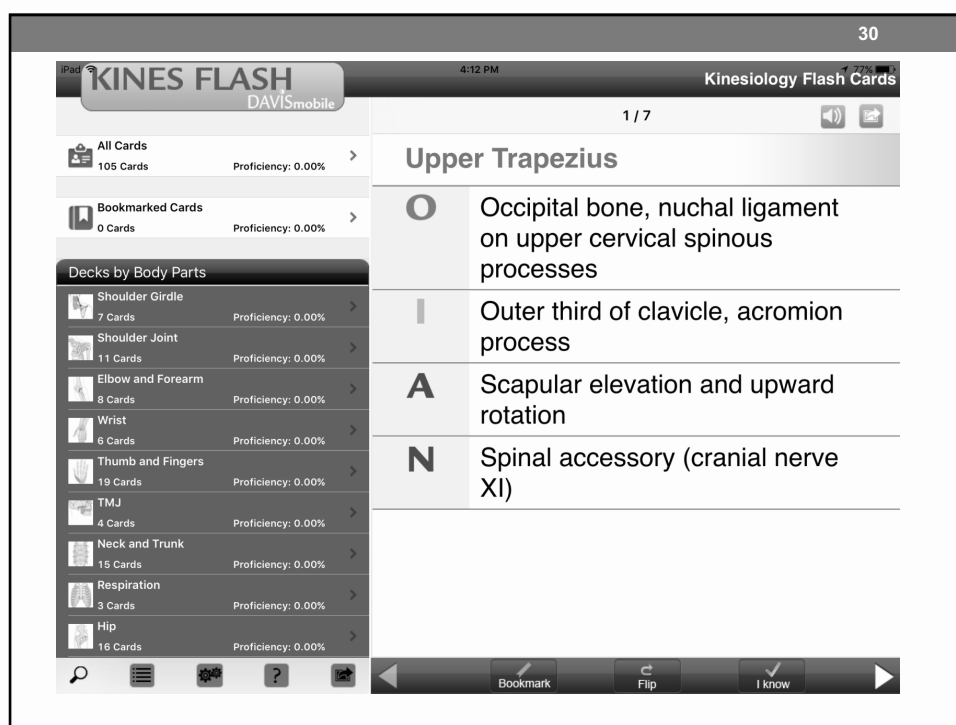 30
iPad
4:12 PM
77%
KINES FLASH
DAVISmobile
Kinesiology Flash Cards
1 / 7
All Cards
105 Cards Proficiency: 0.00%
Bookmarked Cards
0 Cards Proficiency: 0.00%
Decks by Body Parts
Shoulder Girdle
7 Cards Proficiency: 0.00%
Shoulder Joint
11 Cards Proficiency: 0.00%
Elbow and Forearm
8 Cards Proficiency: 0.00%
Wrist
6 Cards Proficiency: 0.00%
Thumb and Fingers
19 Cards Proficiency: 0.00%
TMJ
4 Cards Proficiency: 0.00%
Neck and Trunk
15 Cards Proficiency: 0.00%
Respiration
3 Cards Proficiency: 0.00%
Hip
16 Cards Proficiency: 0.00%
?
Upper Trapezius
O Occipital bone, nuchal ligament
on upper cervical spinous
processes
I Outer third of clavicle, acromion
process
A Scapular elevation and upward
rotation
N Spinal accessory (cranial nerve
XI)
Bookmark Flip I know